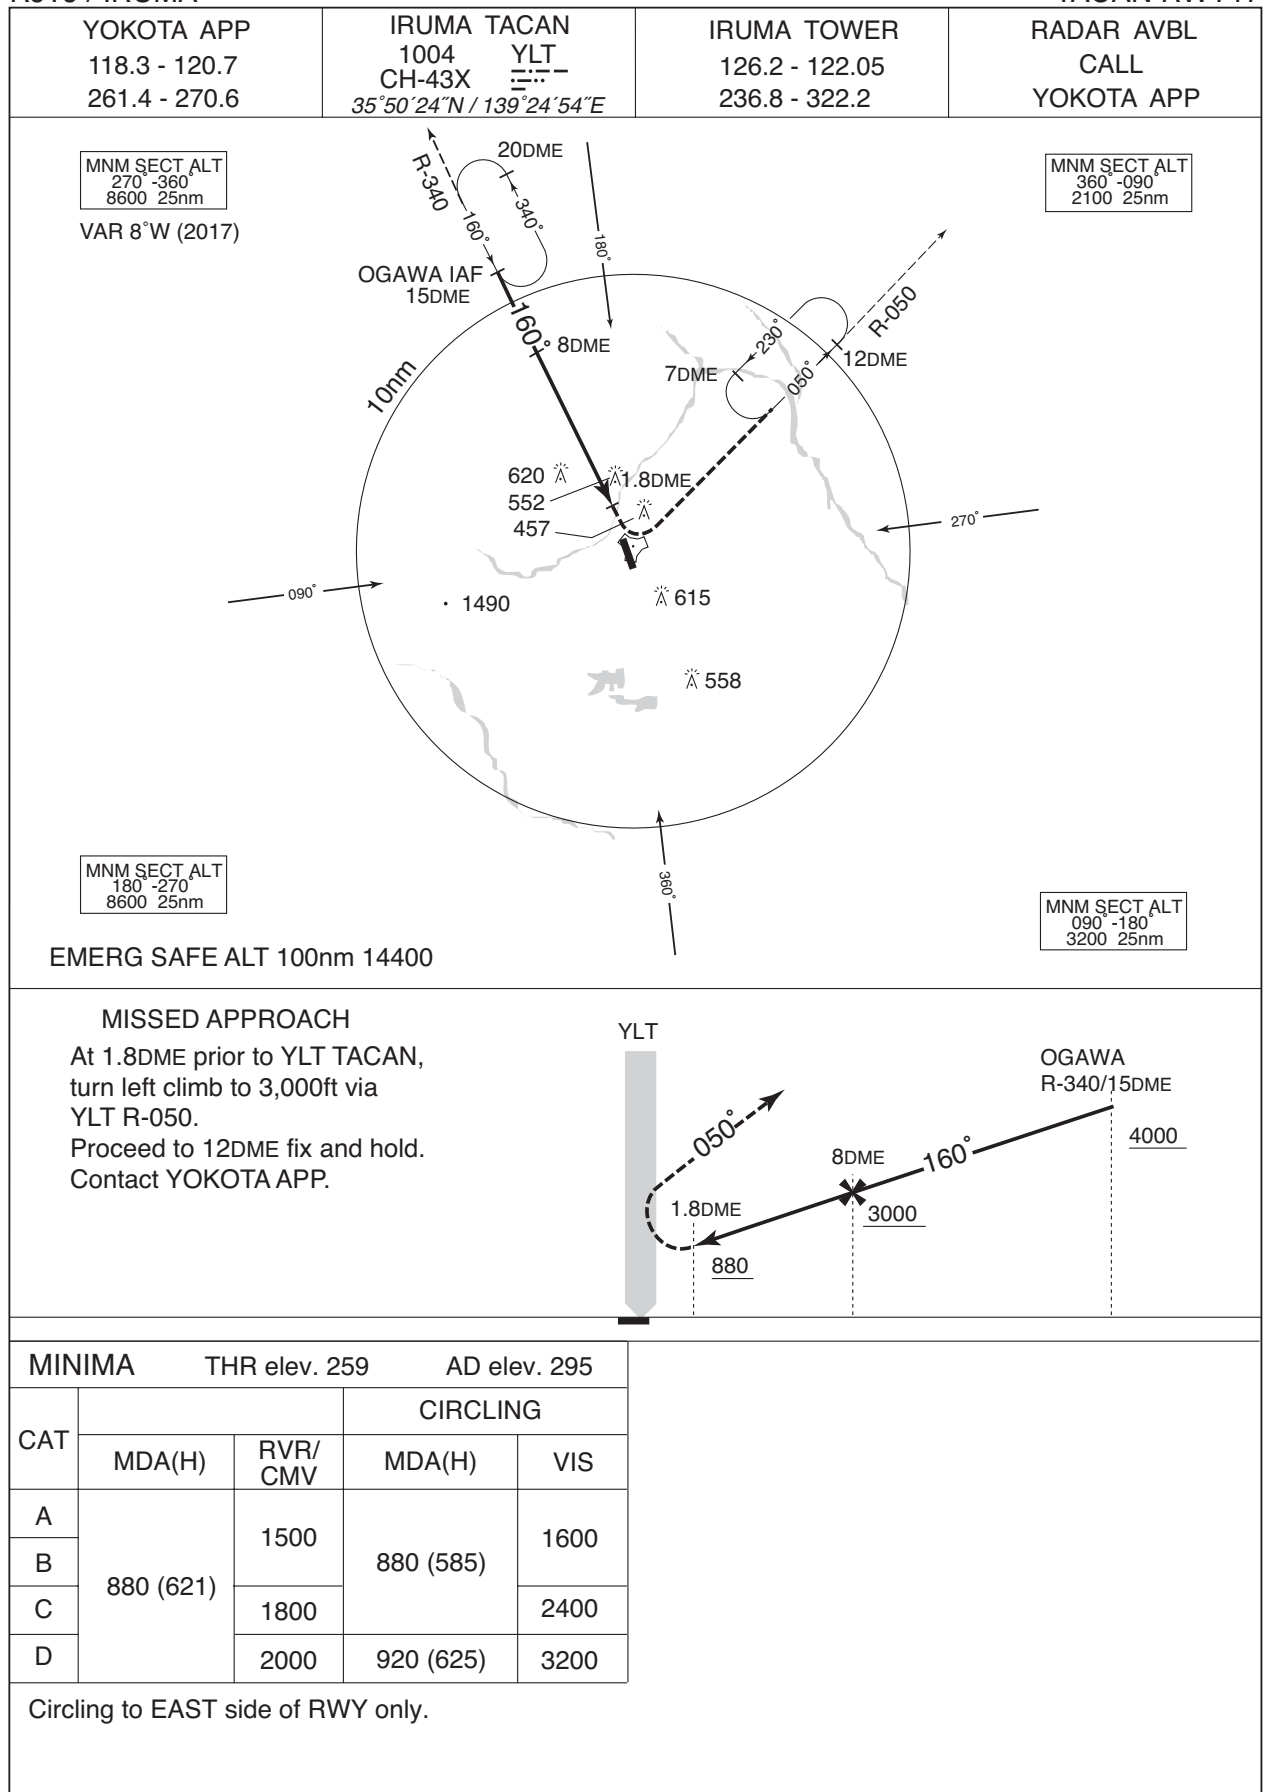 YOKOTA APP
118.3 - 120.7
261.4 - 270.6
IRUMA TACAN
1004 YLT
CH-43X
35˚50´24˝N / 139˚24´54˝E
IRUMA TOWER
126.2 - 122.05
236.8 - 322.2
RADAR AVBL
CALL
YOKOTA APP
MNM SECT ALT
270˚-360˚
8600 25nm
VAR 8˚W (2017)
MNM SECT ALT
360˚-090˚
2100 25nm
20DME
R-340
340˚
160˚
180˚
OGAWA IAF
15DME
160˚
8DME
10nm
R-050
230˚
050˚
12DME
7DME
620
1.8DME
552
457
270˚
090˚
1490
615
558
360˚
MNM SECT ALT
180˚-270˚
8600 25nm
MNM SECT ALT
090˚-180˚
3200 25nm
EMERG SAFE ALT 100nm 14400
MISSED APPROACH
At 1.8DME prior to YLT TACAN,
turn left climb to 3,000ft via
YLT R-050.
Proceed to 12DME fix and hold.
Contact YOKOTA APP.
YLT
OGAWA
R-340/15DME
050˚
4000
8DME
160˚
1.8DME
3000
880
MINIMA THR elev. 259 AD elev. 295
CAT
CIRCLING
MDA(H)
RVR/
CMV
MDA(H)
VIS
A
B
C
D
880 (621)
1500
1800
2000
880 (585)
920 (625)
1600
2400
3200
Circling to EAST side of RWY only.